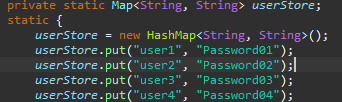 private static Map<String, String> userStore;
static {
userStore = new HashMap<String, String>();
userStore.put("user1", "Password01");
userStore.put("user2", "Password02");
userStore.put("user3", "Password03");
userStore.put("user4", "Password04");